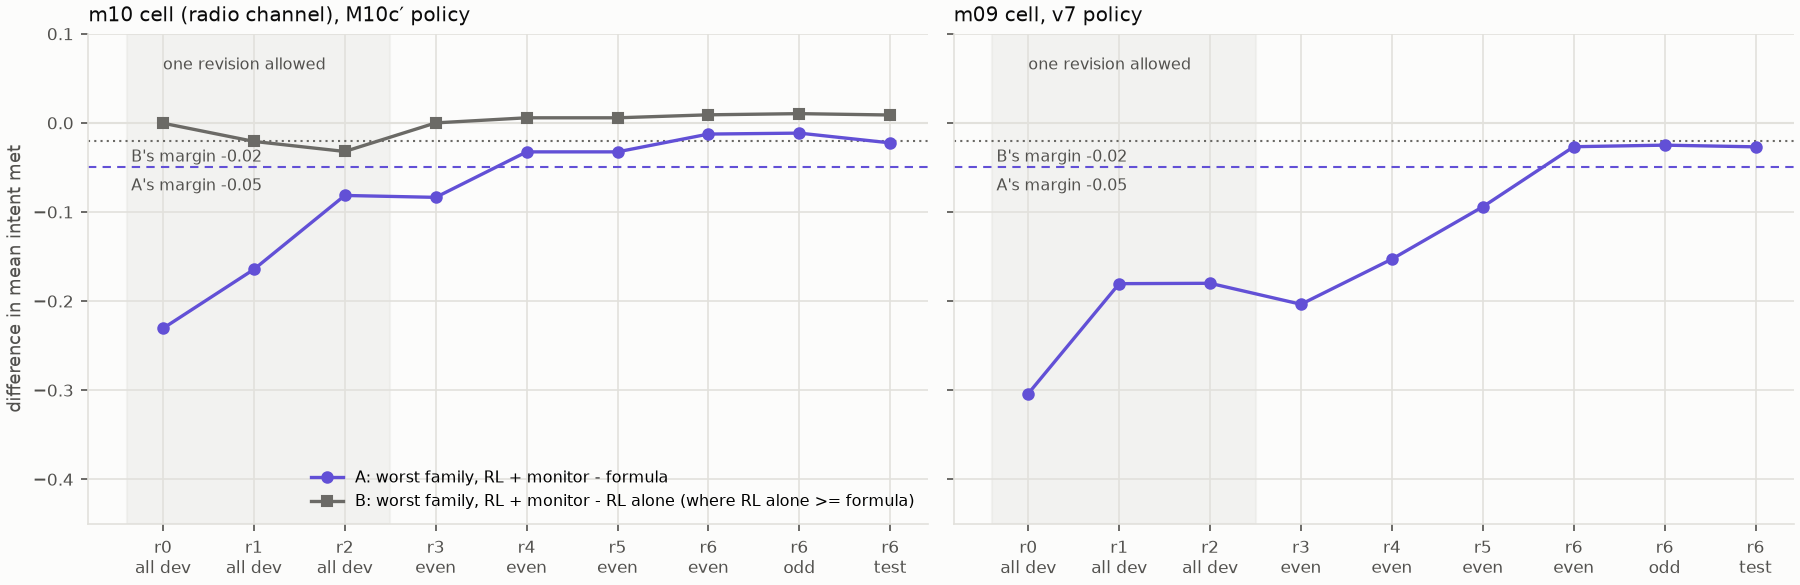 m10 cell (radio channel), M10c′ policy
difference in mean intent met
0.1
0.0
−0.1
−0.2
−0.3
−0.4
one revision allowed
B's margin -0.02
A's margin -0.05
A: worst family, RL + monitor - formula
B: worst family, RL + monitor - RL alone (where RL alone >= formula)
r0 r1 r2 r3 r4 r5 r6 r6 r6
all dev all dev all dev even even even even odd test
m09 cell, v7 policy
one revision allowed
B's margin -0.02
A's margin -0.05
r0 r1 r2 r3 r4 r5 r6 r6 r6
all dev all dev all dev even even even even odd test